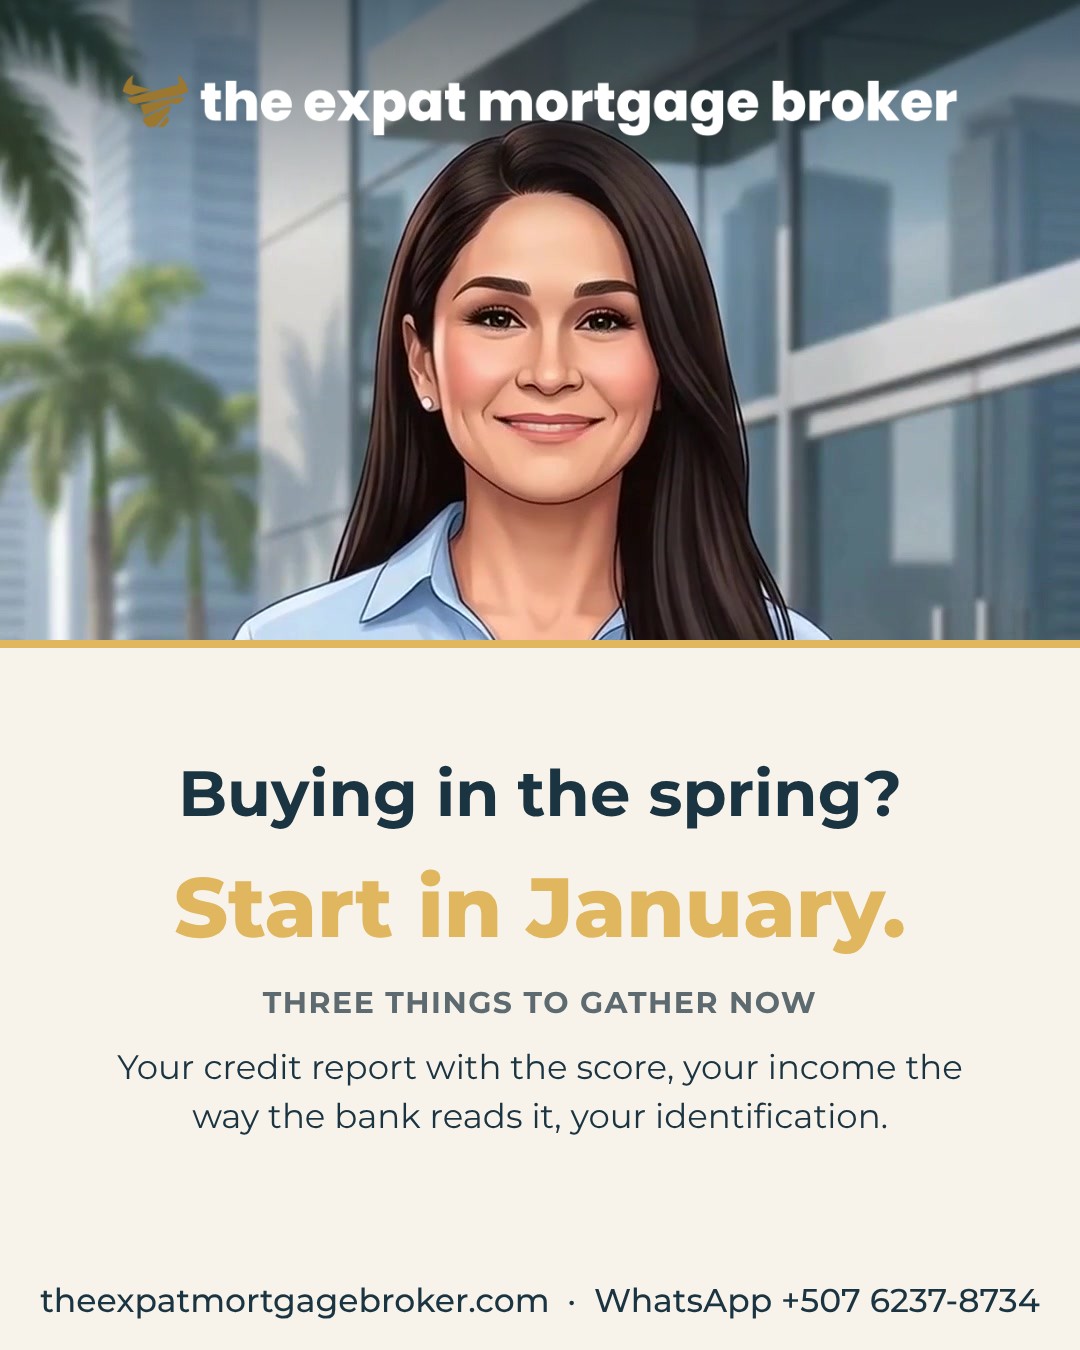 the expat mortgage broker
Buying in the spring?
Start in January.
THREE THINGS TO GATHER NOW
Your credit report with the score, your income the
way the bank reads it, your identification.
theexpatmortgagebroker.com · WhatsApp +507 6237-8734